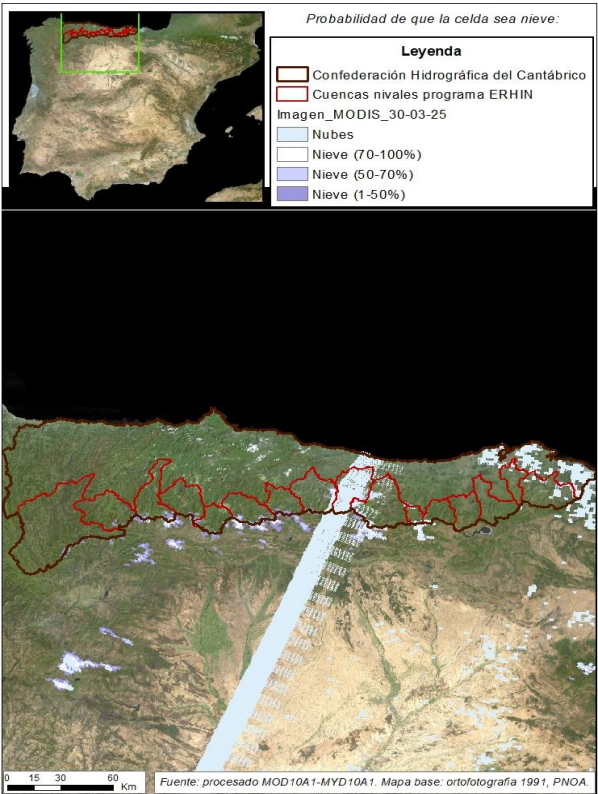 Probabilidad de que la celda sea nieve:
Leyenda
Confederación Hidrográfica del Cantábrico
Cuencas nivales programa ERHIN
Imagen_MODIS_30-03-25
Nubes
Nieve (70-100%)
Nieve (50-70%)
Nieve (1-50%)
0 15 30 60
Km
Fuente: procesado MOD10A1-MYD10A1. Mapa base: ortofotografía 1991, PNOA.